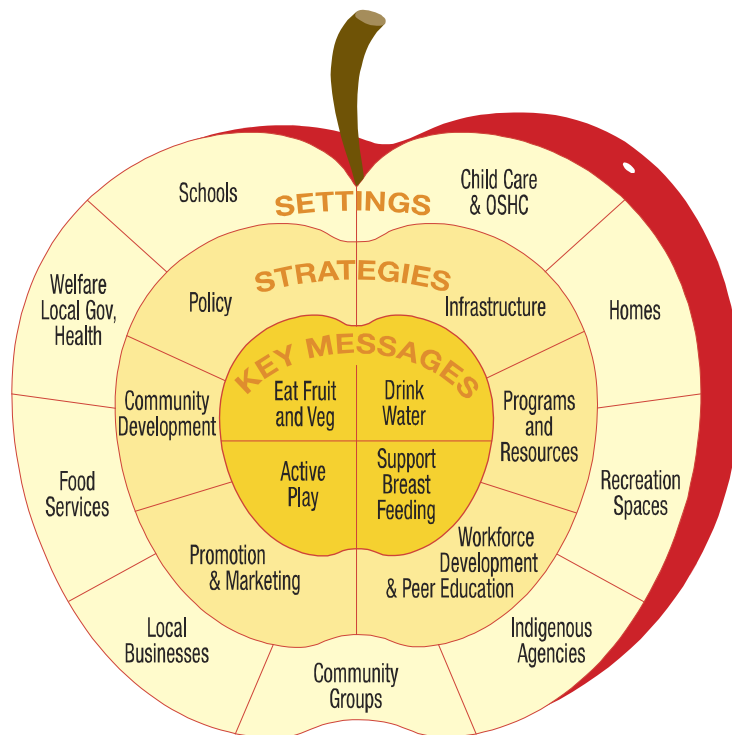 SETTINGS
Schools
Child Care
& OSHC
Welfare
Local Gov,
Health
Homes
Food
Services
Recreation
Spaces
Local
Businesses
Indigenous
Agencies
Community
Groups
STRATEGIES
Policy
Infrastructure
Community
Development
Programs
and
Resources
Promotion
& Marketing
Workforce
Development
& Peer Education
KEY MESSAGES
Eat Fruit
and Veg
Drink
Water
Active
Play
Support
Breast
Feeding